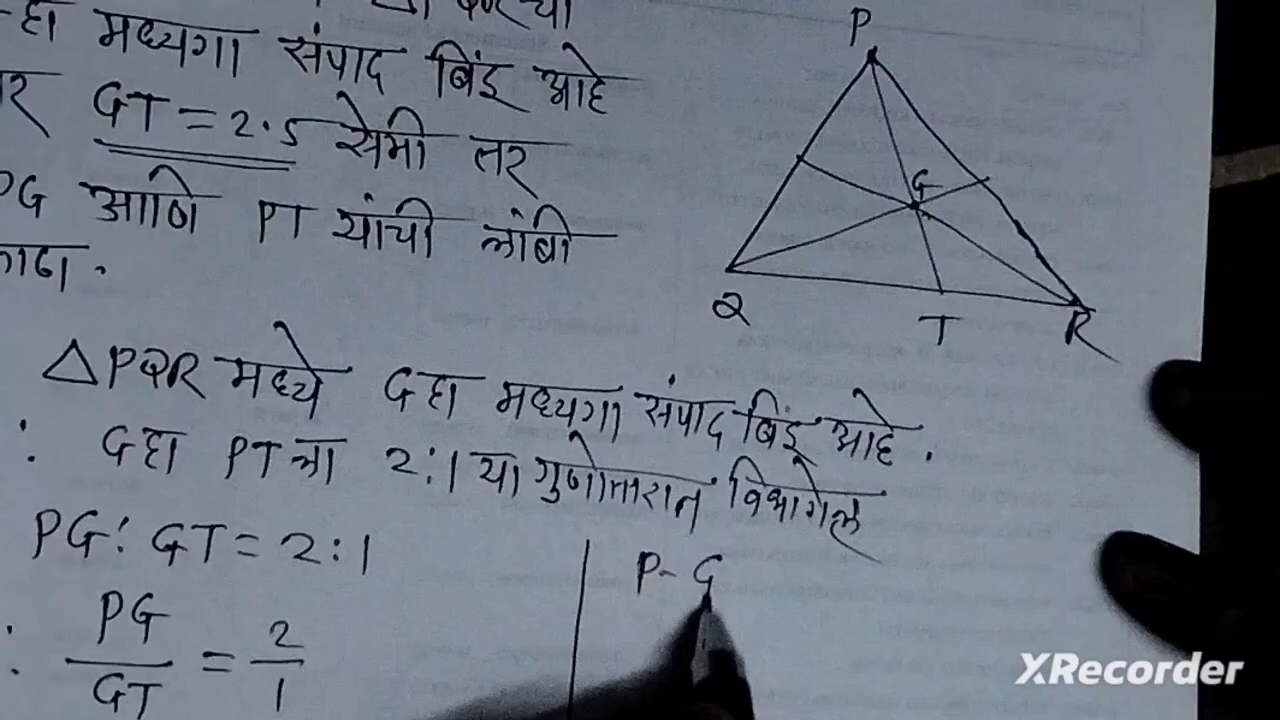 हा मध्यगा संपाद बिंदू आहे
GT = 2.5 सेमी तर
PG आणि PT यांची लांबी
काढा.
P
G
Q
T
R
△PQR मध्ये G हा मध्यगा संपाद बिंदू आहे.
∴ G हा PT ला 2:1 या गुणोत्तरात विभागेल
PG : GT = 2 : 1
∴ PG/GT = 2/1
P-G
XRecorder